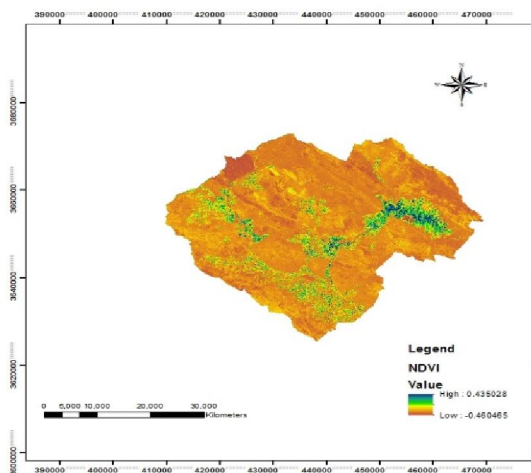 390000 400000 410000 420000 430000 440000 450000 460000 470000
3680000
3660000
3640000
3620000
3600000
N
W E
S
Legend
NDVI
Value
High : 0.435028
Low : -0.460465
0 5,000 10,000 20,000 30,000
Kilometers
390000 400000 410000 420000 430000 440000 450000 460000 470000